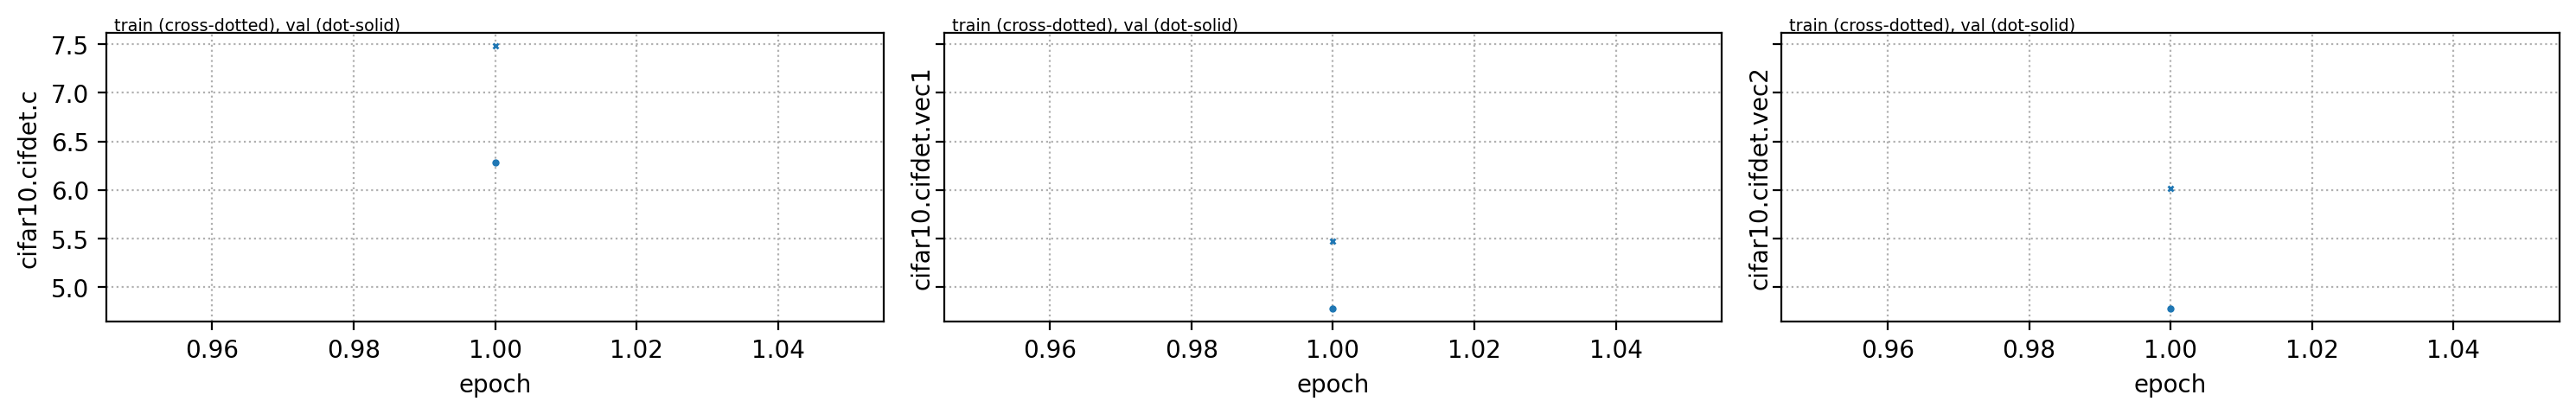 train (cross-dotted), val (dot-solid)
cifar10.cifdet.c
7.5
7.0
6.5
6.0
5.5
5.0
0.96 0.98 1.00 1.02 1.04
epoch
train (cross-dotted), val (dot-solid)
cifar10.cifdet.vec1
0.96 0.98 1.00 1.02 1.04
epoch
train (cross-dotted), val (dot-solid)
cifar10.cifdet.vec2
0.96 0.98 1.00 1.02 1.04
epoch